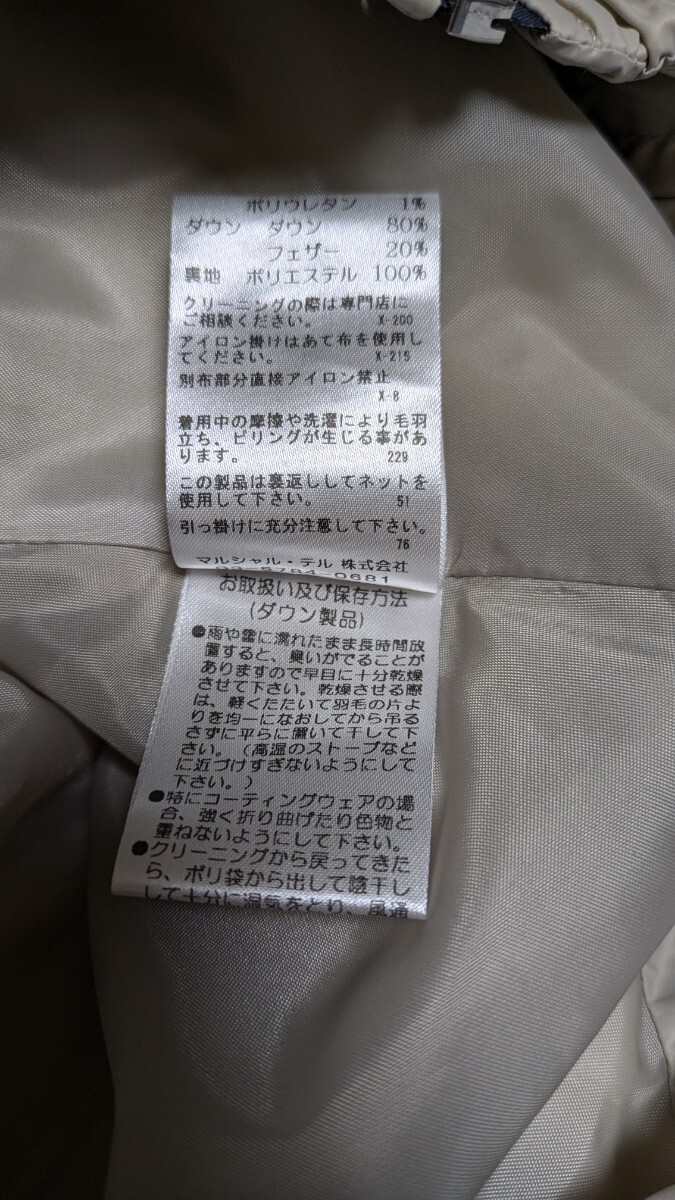 ポリウレタン 1%
ダウン ダウン 80%
フェザー 20%
裏地 ポリエステル 100%
クリーニングの際は専門店に
ご相談ください。 X-200
アイロン掛けはあて布を使用し
てください。 X-215
別布部分直接アイロン禁止
X-8
着用中の摩擦や洗濯により毛羽
立ち、ピリングが生じる事があ
ります。 229
この製品は裏返ししてネットを
使用して下さい。 51
引っ掛けに充分注意して下さい。
76
マルシャル・テル 株式会社
03-5784-0681
お取扱い及び保存方法
(ダウン製品)
●雨や雪に濡れたまま長時間放
置すると、臭いがでることが
ありますので早目に十分乾燥
させて下さい。乾燥させる際
は、軽くたたいて羽毛の片よ
りを均一になおしてから吊る
さずに平らに置いて干して下
さい。(高温のストーブなど
に近づけすぎないようにして
下さい。)
●特にコーティングウェアの場
合、強く折り曲げたり色物と
重ねないようにして下さい。
●クリーニングから戻ってきた
ら、ポリ袋から出して陰干し
して十分に湿気をとり、風通